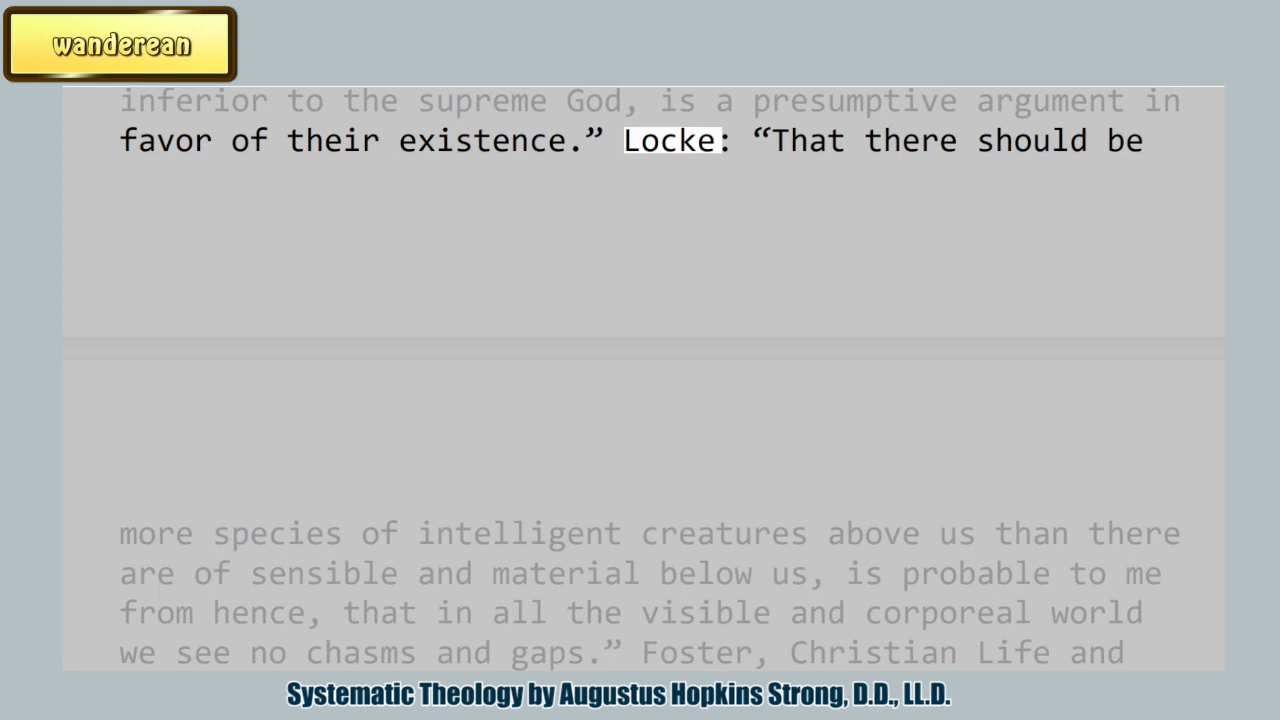 wanderean
inferior to the supreme God, is a presumptive argument in
favor of their existence.” Locke: “That there should be
more species of intelligent creatures above us than there
are of sensible and material below us, is probable to me
from hence, that in all the visible and corporeal world
we see no chasms and gaps.” Foster, Christian Life and
Systematic Theology by Augustus Hopkins Strong, D.D., LL.D.